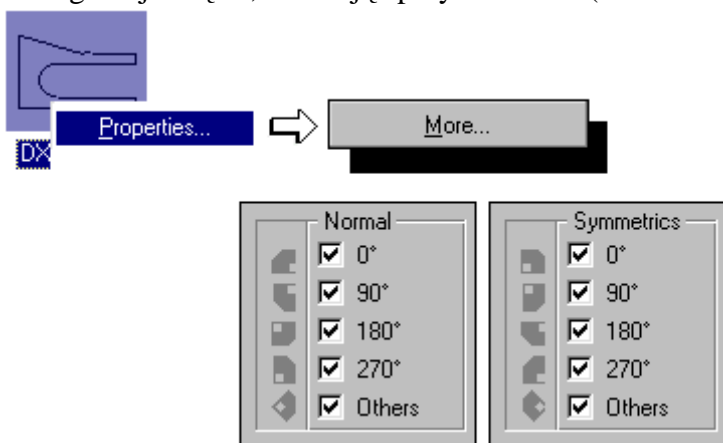 Properties...
More...
DX
Normal
0°
90°
180°
270°
Others
Symmetrics
0°
90°
180°
270°
Others